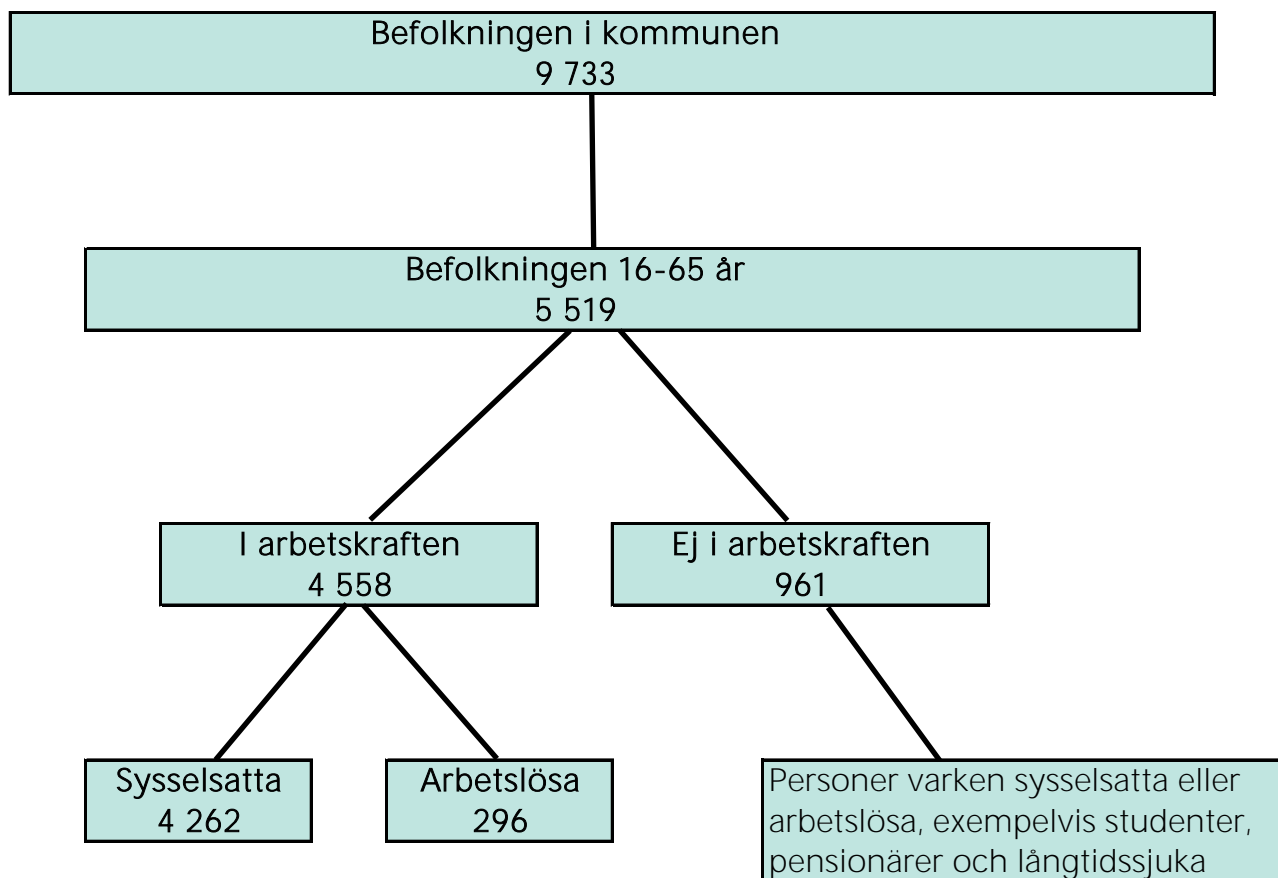 Befolkningen i kommunen
9 733
Befolkningen 16-65 år
5 519
I arbetskraften
4 558
Ej i arbetskraften
961
Sysselsatta
4 262
Arbetslösa
296
Personer varken sysselsatta eller
arbetslösa, exempelvis studenter,
pensionärer och långtidssjuka